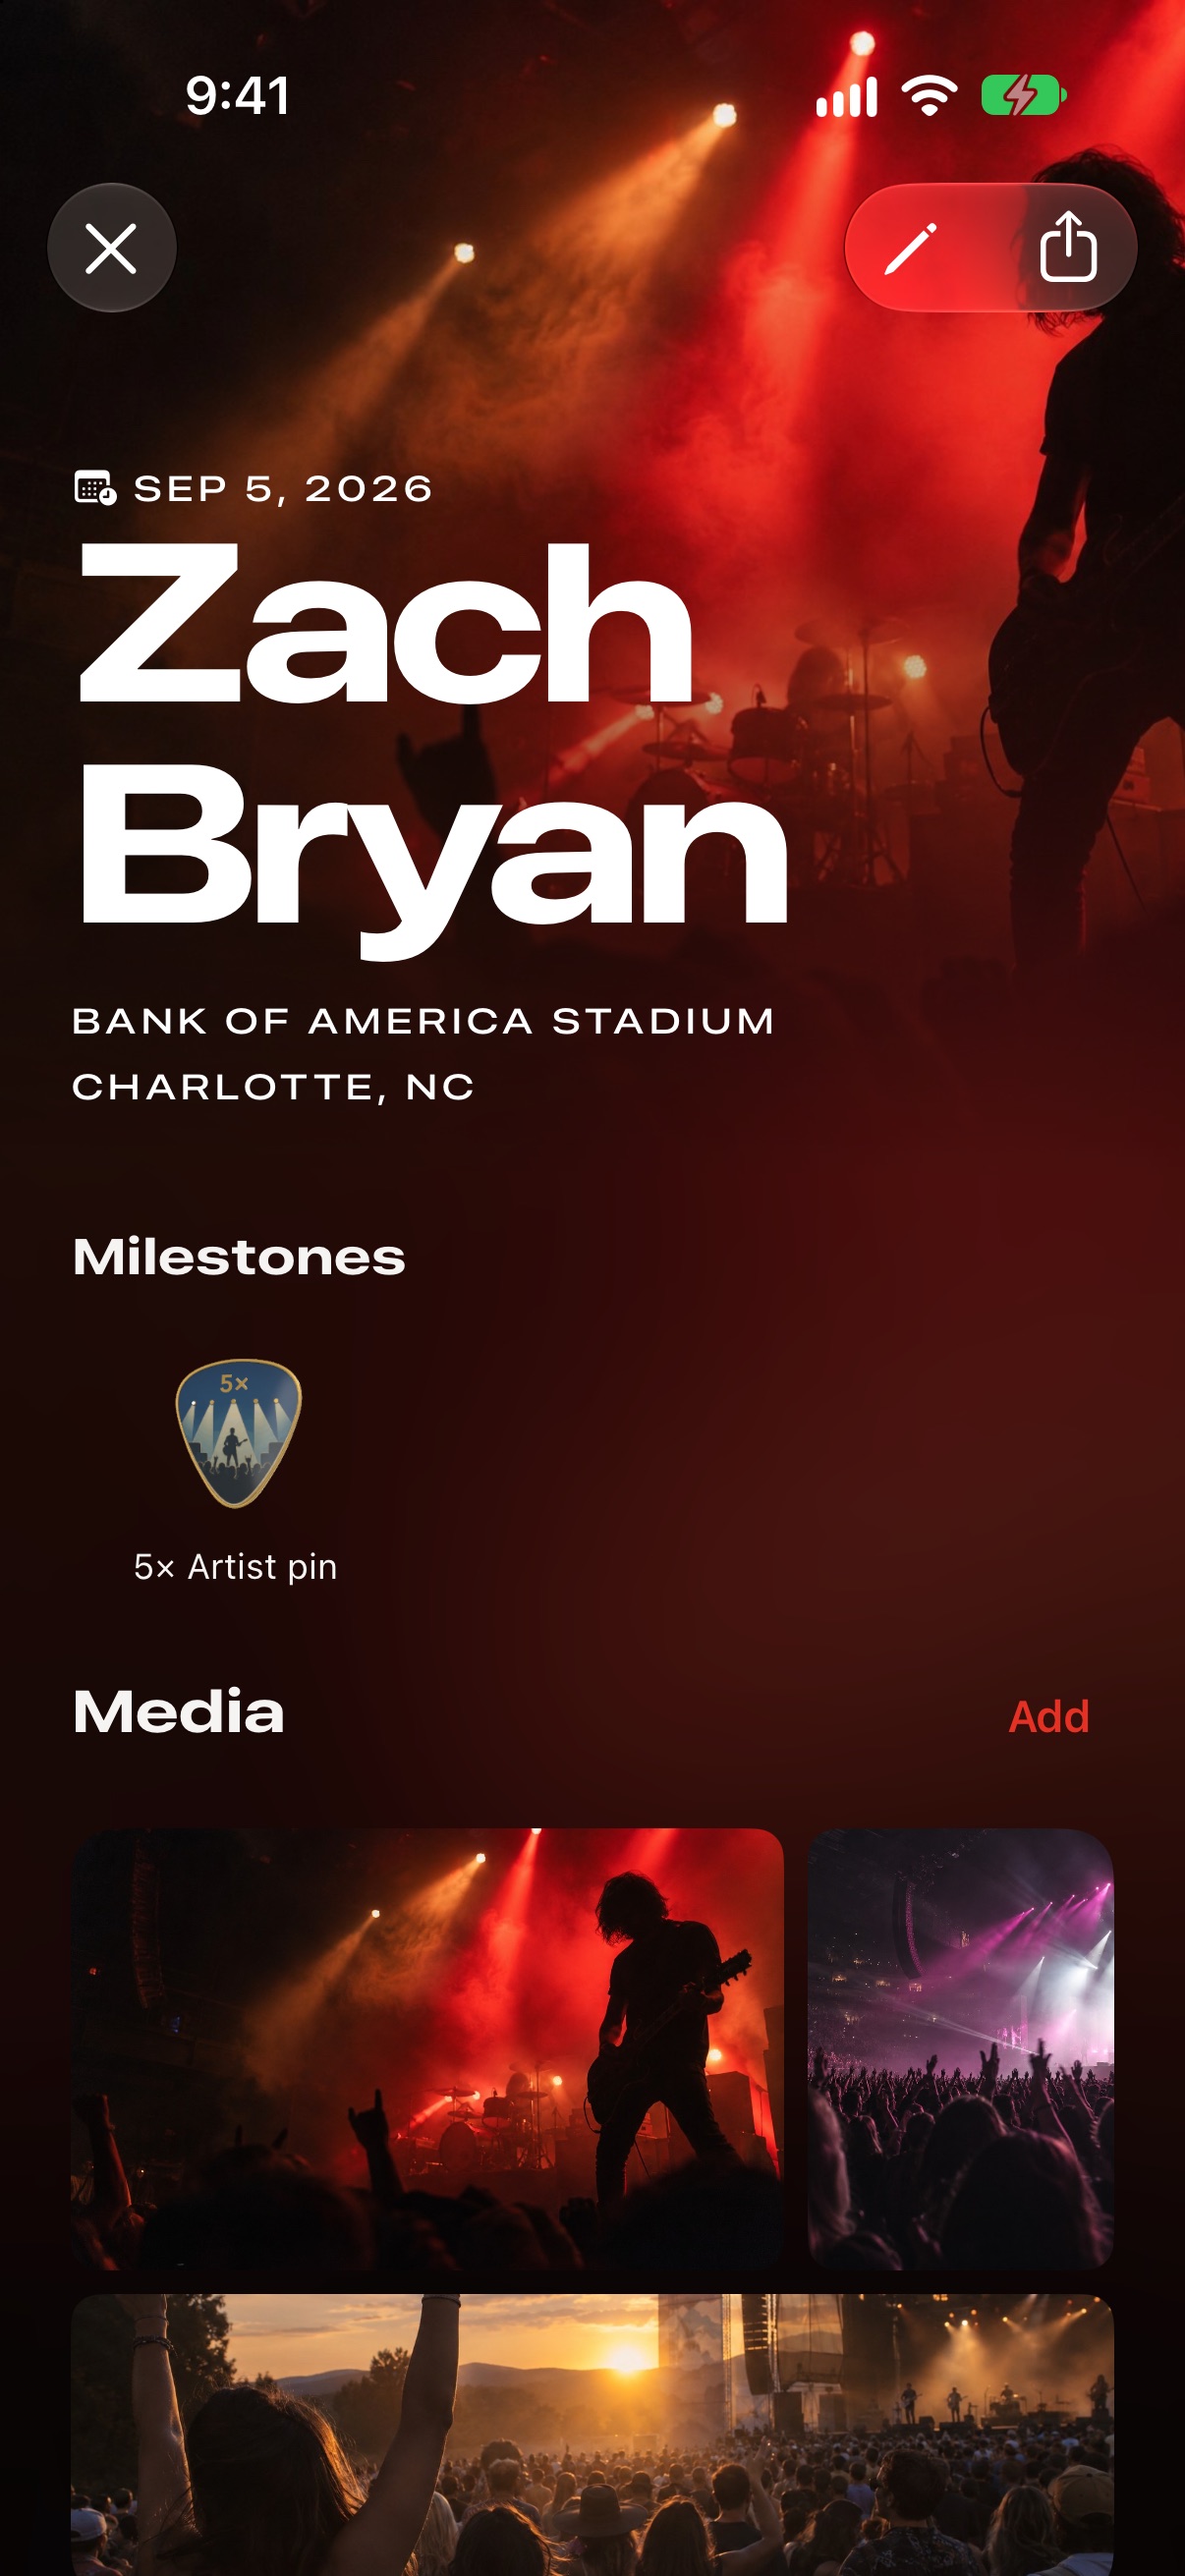 9:41
SEP 5, 2026
Zach
Bryan
BANK OF AMERICA STADIUM
CHARLOTTE, NC
Milestones
5×
5× Artist pin
Media
Add